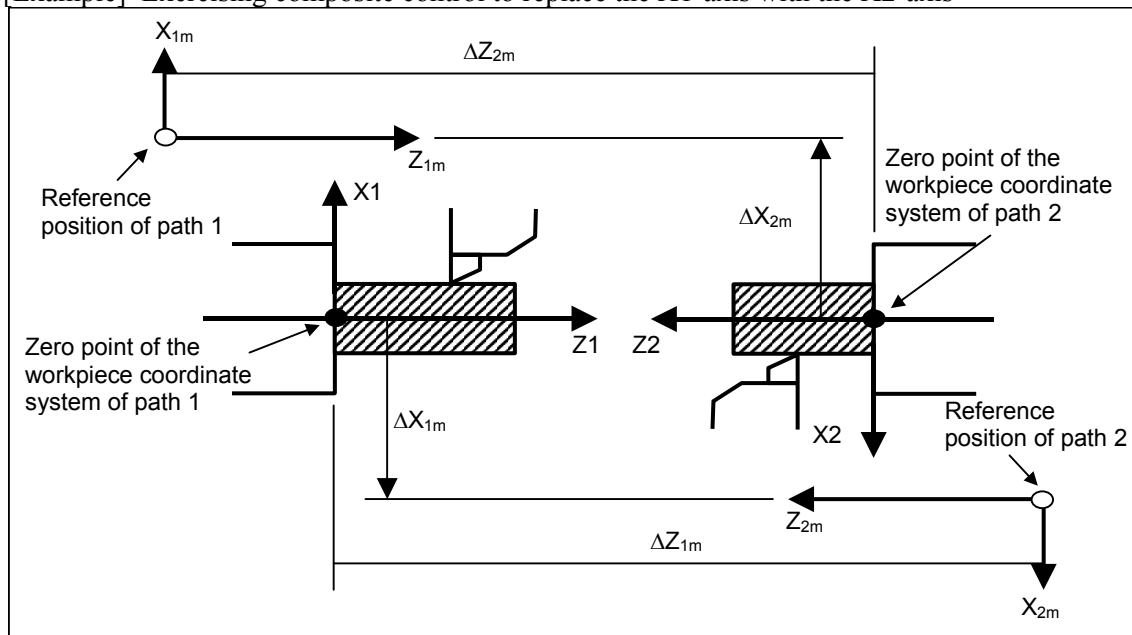 [Example] Exercising composite control to replace the X1-axis with the X2-axis
X1m
ΔZ2m
Z1m
Reference
position of path 1
X1
ΔX2m
Zero point of the
workpiece coordinate
system of path 2
Z1
Z2
Zero point of the
workpiece coordinate
system of path 1
ΔX1m
X2
Reference
position of path 2
Z2m
ΔZ1m
X2m